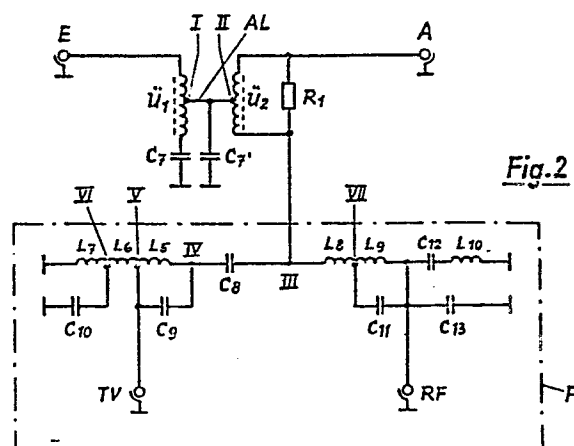 E I II AL A
Ü1 Ü2 R1
C7 C7'
Fig.2
VI V VII
L7 L6 L5 IV L8 L9 C12 L10
C8 III
C10 C9 C11 C13
TV RF F